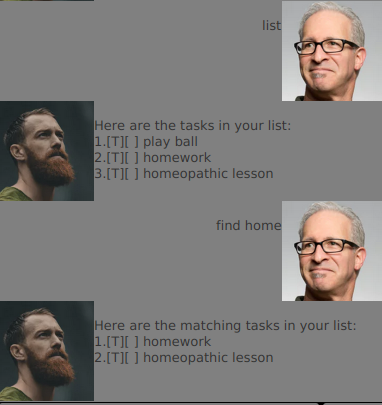 list
Here are the tasks in your list:
1.[T][ ] play ball
2.[T][ ] homework
3.[T][ ] homeopathic lesson
find home
Here are the matching tasks in your list:
1.[T][ ] homework
2.[T][ ] homeopathic lesson